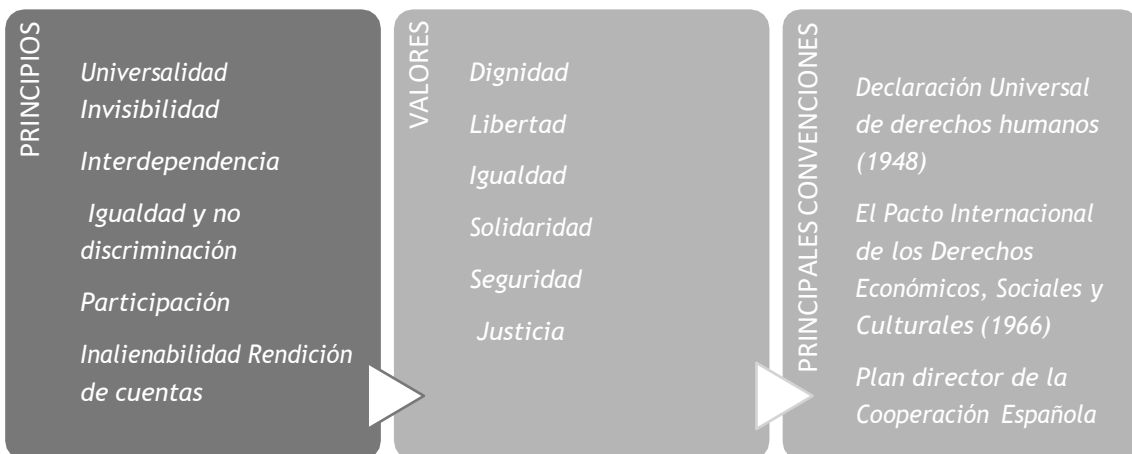 PRINCIPIOS
Universalidad
Invisibilidad
Interdependencia
Igualdad y no
discriminación
Participación
Inalienabilidad Rendición
de cuentas
VALORES
Dignidad
Libertad
Igualdad
Solidaridad
Seguridad
Justicia
PRINCIPALES CONVENCIONES
Declaración Universal
de derechos humanos
(1948)
El Pacto Internacional
de los Derechos
Económicos, Sociales y
Culturales (1966)
Plan director de la
Cooperación Española